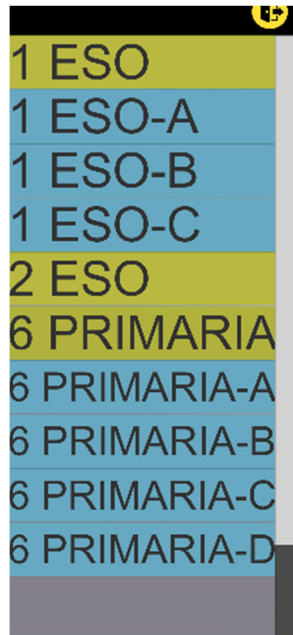 1 ESO
1 ESO-A
1 ESO-B
1 ESO-C
2 ESO
6 PRIMARIA
6 PRIMARIA-A
6 PRIMARIA-B
6 PRIMARIA-C
6 PRIMARIA-D